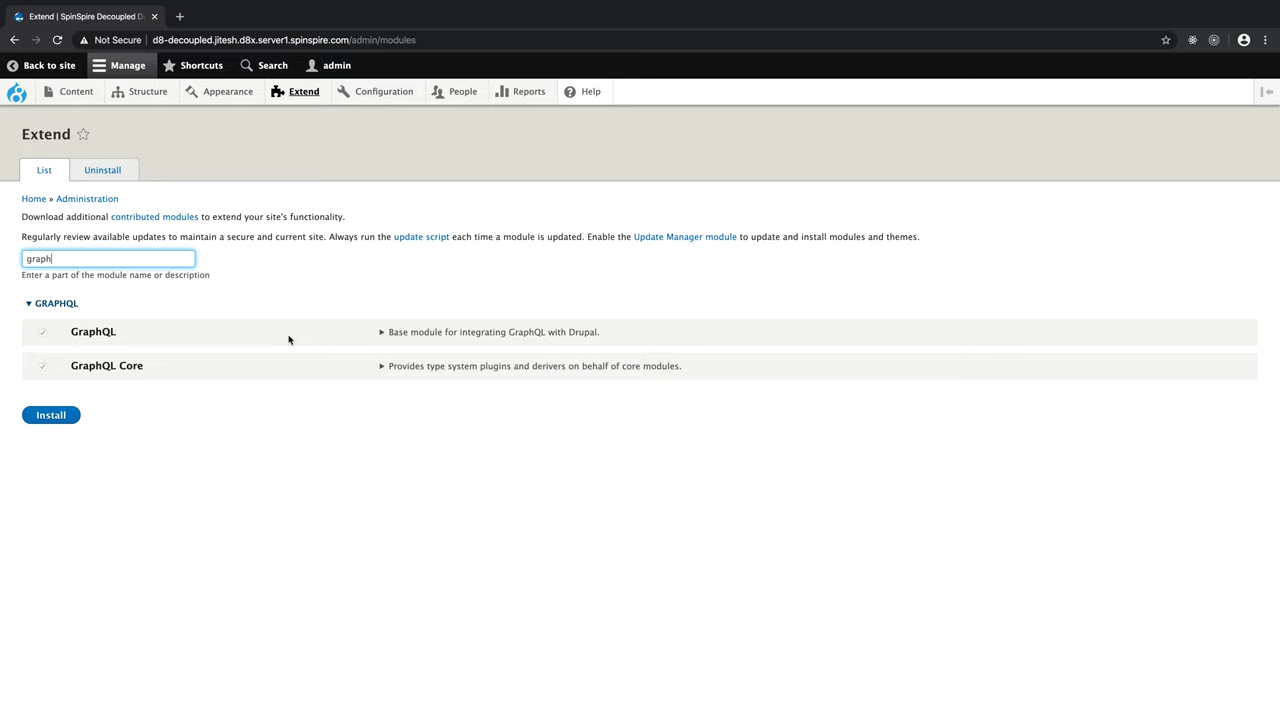 Extend | SpinSpire Decoupled D
Not Secure | d8-decoupled.jitesh.d8x.server1.spinspire.com/admin/modules
Back to site Manage Shortcuts Search admin
Content Structure Appearance Extend Configuration People Reports Help
Extend
List Uninstall
Home » Administration
Download additional contributed modules to extend your site's functionality.
Regularly review available updates to maintain a secure and current site. Always run the update script each time a module is updated. Enable the Update Manager module to update and install modules and themes.
graph
Enter a part of the module name or description
GRAPHQL
GraphQL Base module for integrating GraphQL with Drupal.
GraphQL Core Provides type system plugins and derivers on behalf of core modules.
Install